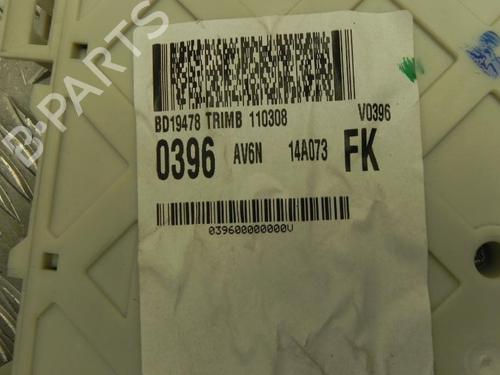 BD19478 TRIMB 110308 V0396
0396 AV6N 14A073 FK
039600000000V
B-PARTS